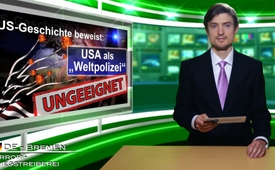 US-Geschichte beweist:
USA als
„Weltpolizei“
UNGEEIGNET
DE - BREMEN